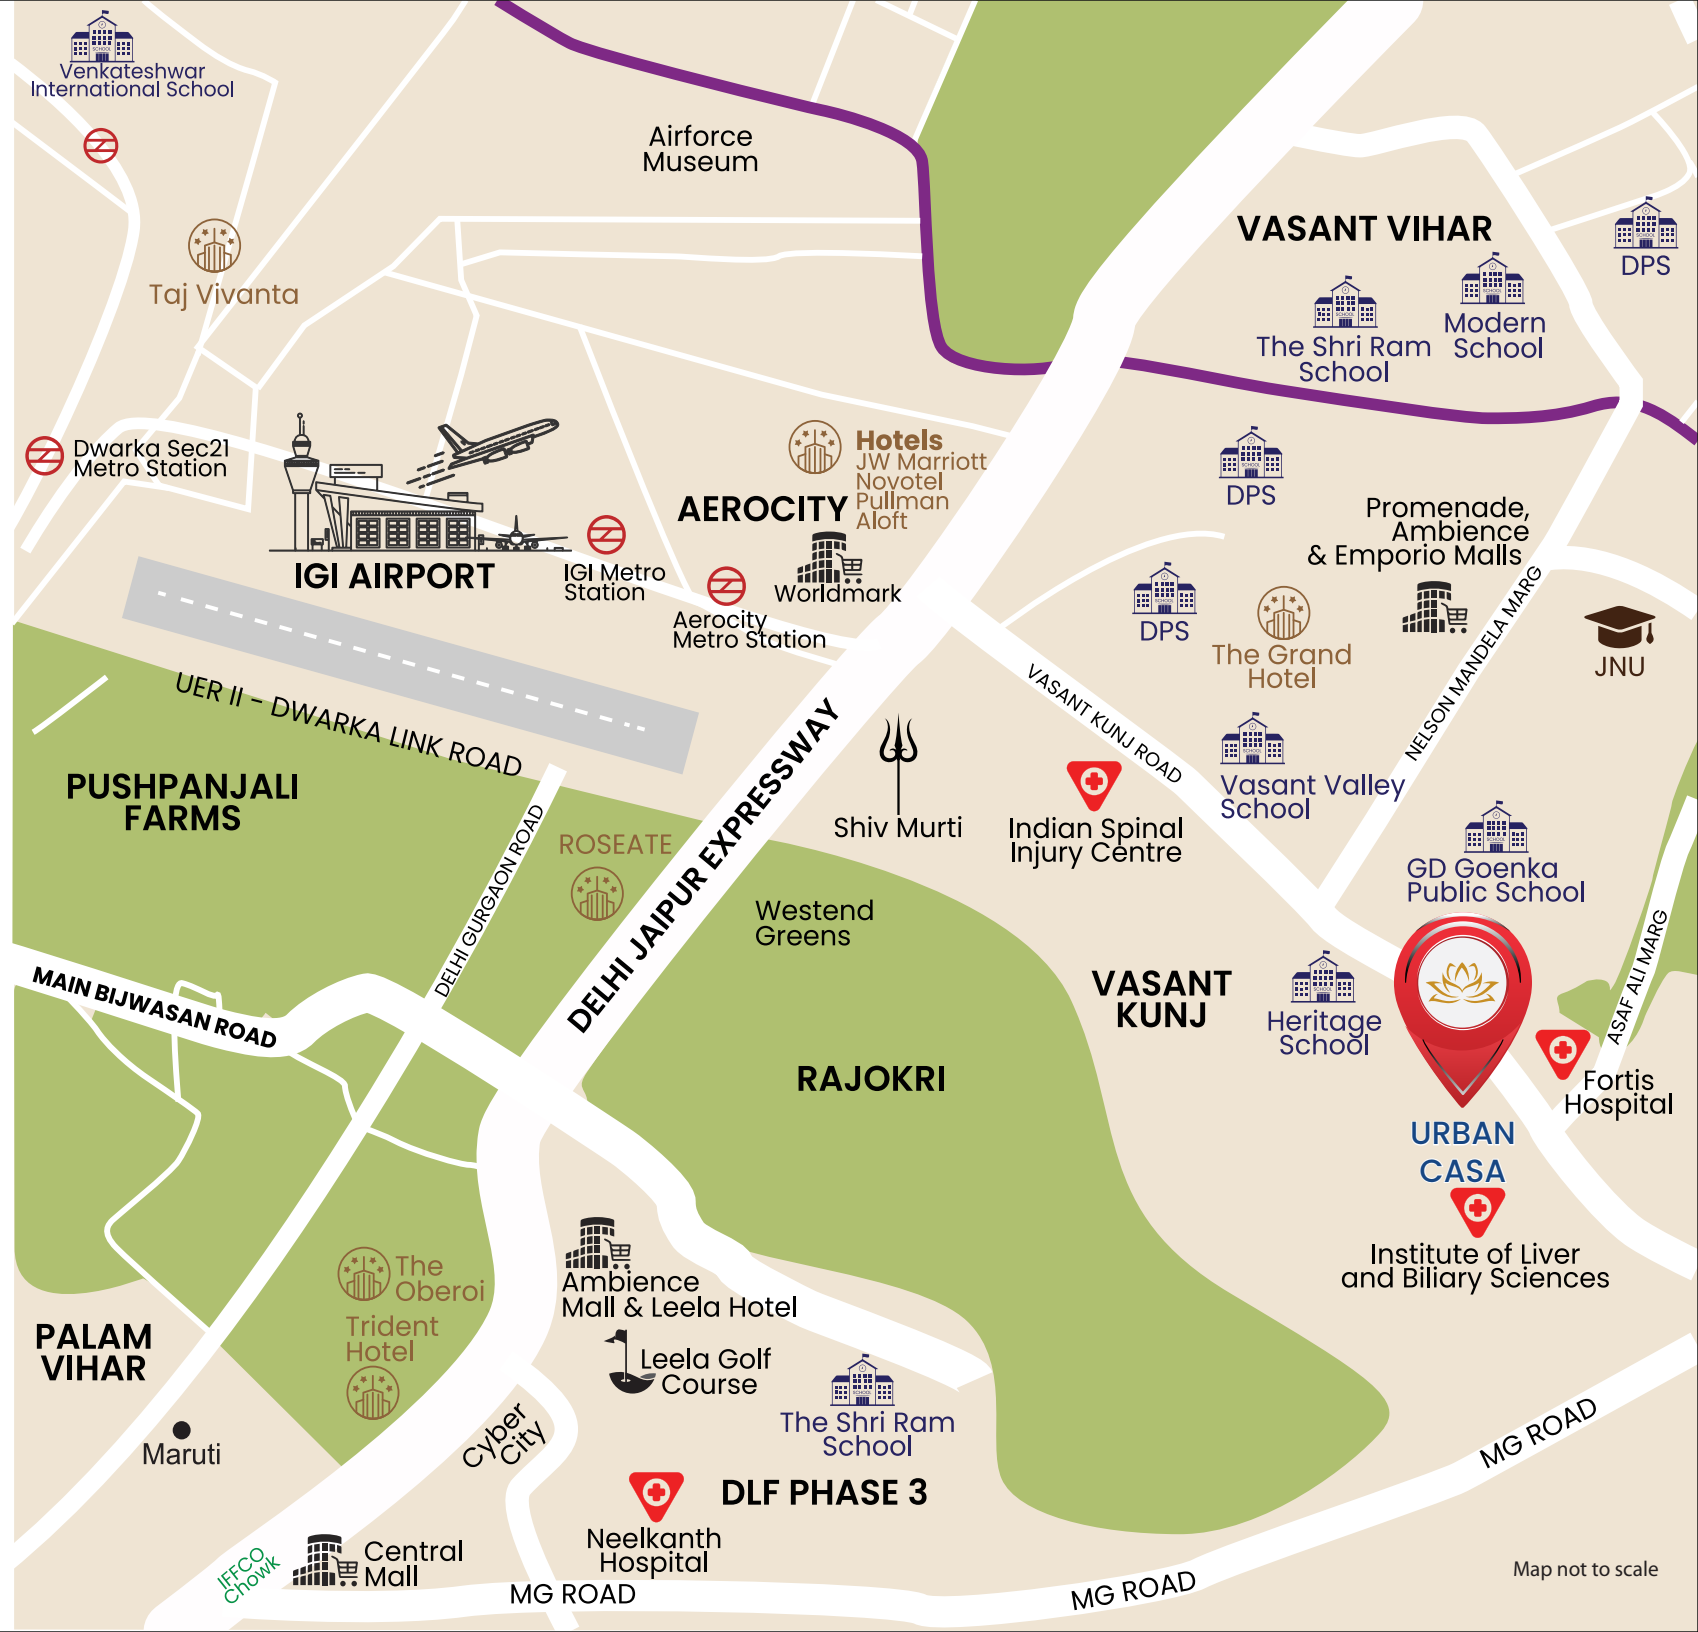 Venkateshwar
International School
Airforce
Museum
VASANT VIHAR
DPS
Taj Vivanta
The Shri Ram
School
Modern
School
Dwarka Sec21
Metro Station
Hotels
JW Marriott
Novotel
Pullman
Aloft
AEROCITY
DPS
Promenade,
Ambience
& Emporio Malls
IGI AIRPORT
IGI Metro
Station
Worldmark
Aerocity
Metro Station
DPS
The Grand
Hotel
NELSON MANDELA MARG
JNU
UER II - DWARKA LINK ROAD
VASANT KUNJ ROAD
PUSHPANJALI
FARMS
DELHI JAIPUR EXPRESSWAY
Shiv Murti
Indian Spinal
Injury Centre
Vasant Valley
School
ROSEATE
DELHI GURGAON ROAD
GD Goenka
Public School
Westend
Greens
MAIN BIJWASAN ROAD
VASANT
KUNJ
Heritage
School
ASAF ALI MARG
RAJOKRI
Fortis
Hospital
URBAN
CASA
Institute of Liver
and Biliary Sciences
The
Oberoi
Trident
Hotel
Ambience
Mall & Leela Hotel
PALAM
VIHAR
Leela Golf
Course
The Shri Ram
School
Maruti
Cyber
City
MG ROAD
DLF PHASE 3
Neelkanth
Hospital
IFFCO
Chowk
Central
Mall
MG ROAD
MG ROAD
Map not to scale